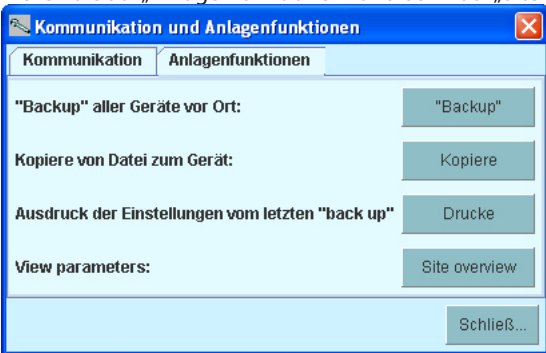 Kommunikation und Anlagenfunktionen
Kommunikation Anlagenfunktionen
"Backup" aller Geräte vor Ort: "Backup"
Kopiere von Datei zum Gerät: Kopiere
Ausdruck der Einstellungen vom letzten "back up" Drucke
View parameters: Site overview
Schließ...